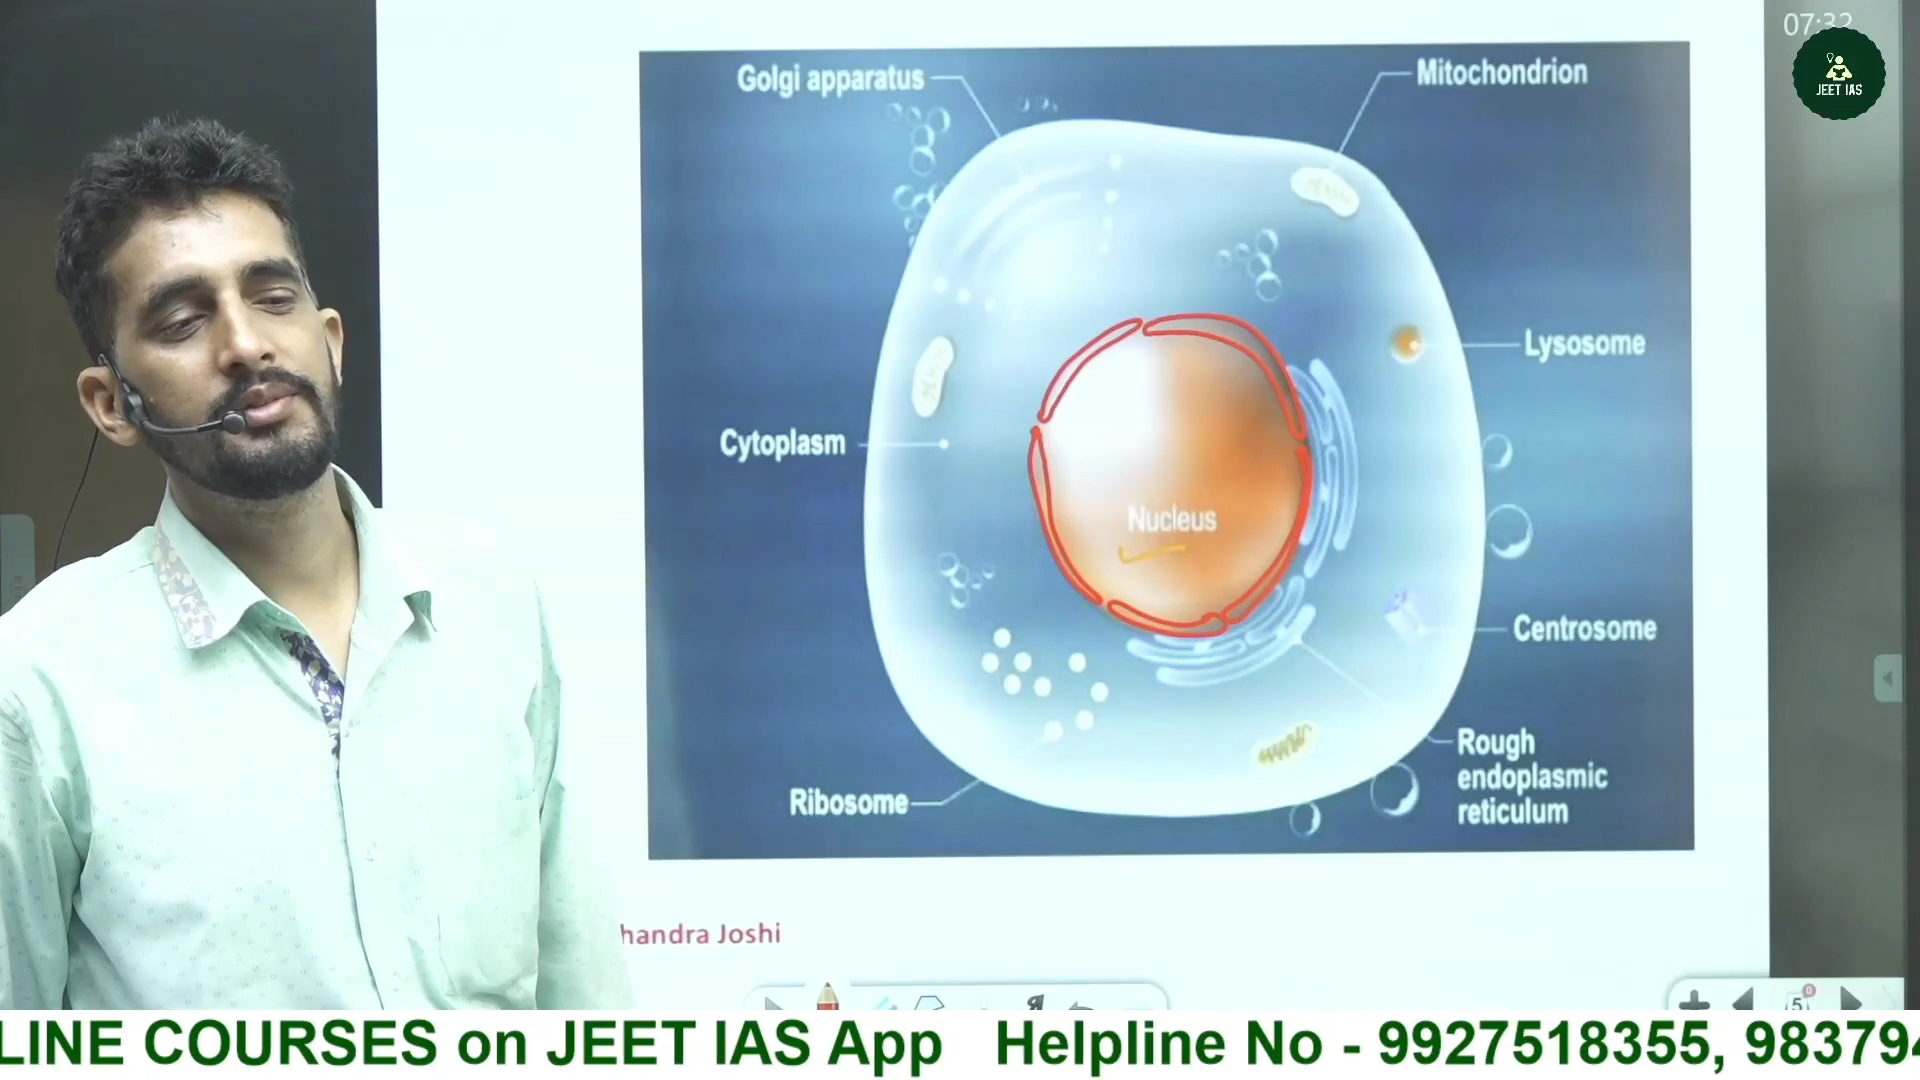 07:32
JEET IAS
Golgi apparatus
Mitochondrion
Lysosome
Cytoplasm
Nucleus
Centrosome
Rough
endoplasmic
reticulum
Ribosome
handra Joshi
5
LINE COURSES on JEET IAS App Helpline No - 9927518355, 98379